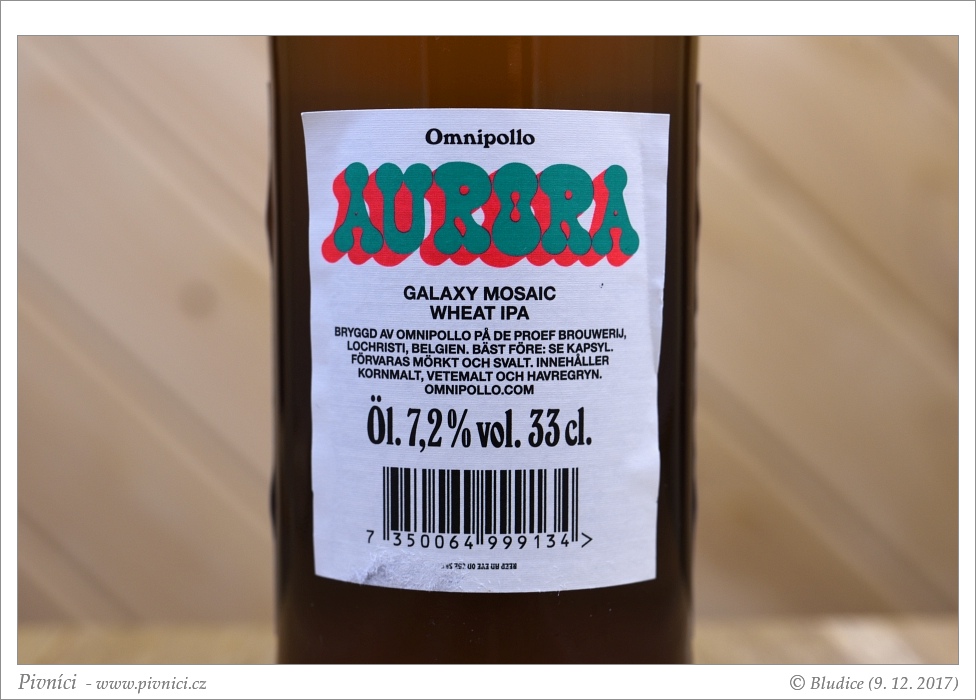 Omnipollo
AURORA
GALAXY MOSAIC
WHEAT IPA
BRYGGD AV OMNIPOLLO PÅ DE PROEF BROUWERIJ,
LOCHRISTI, BELGIEN. BÄST FÖRE: SE KAPSYL.
FÖRVARAS MÖRKT OCH SVALT. INNEHÅLLER
KORNMALT, VETEMALT OCH HAVREGRYN.
OMNIPOLLO.COM
Öl. 7,2% vol. 33 cl.
7 350064 999134 >
Pivníci - www.pivnici.cz
© Bludice (9. 12. 2017)